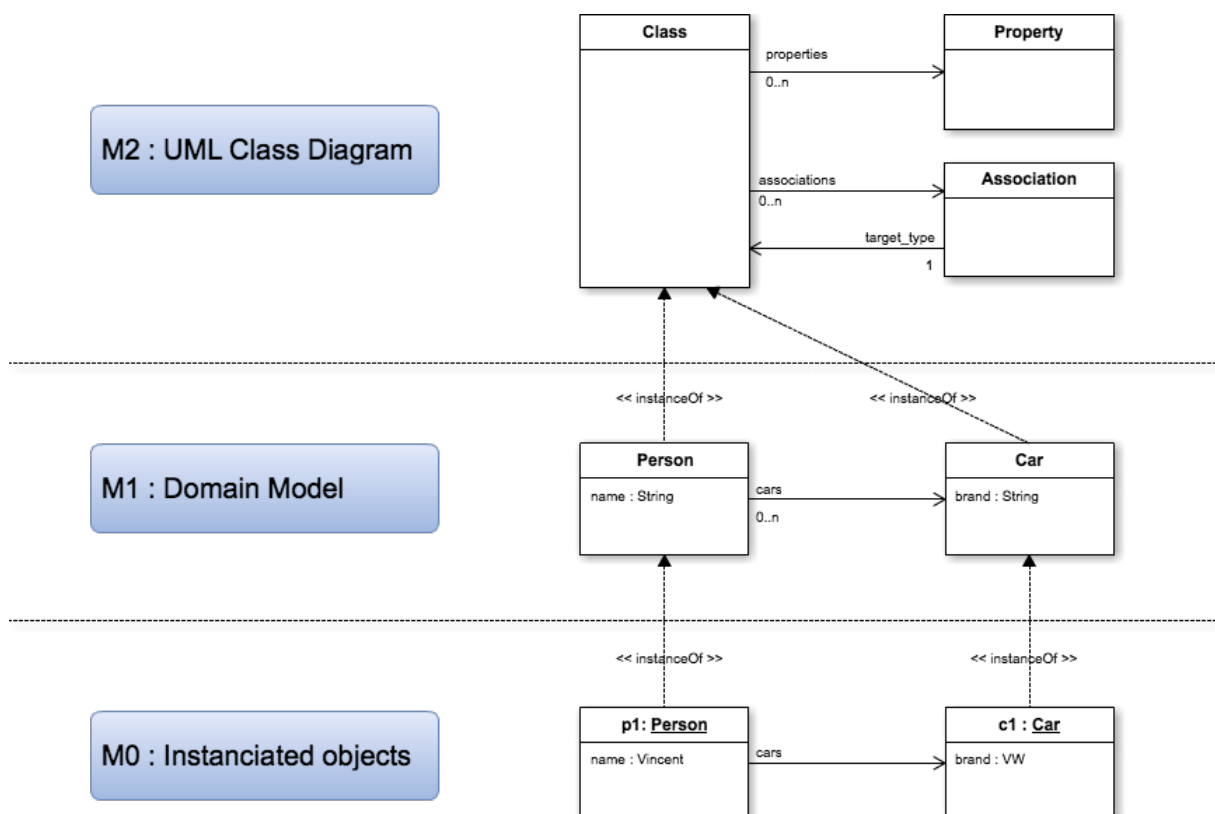 Class
Property
properties
0..n
M2 : UML Class Diagram
associations
0..n
Association
target_type
1
<< instanceOf >>
<< instanceOf >>
M1 : Domain Model
Person
name : String
cars
0..n
Car
brand : String
<< instanceOf >>
<< instanceOf >>
M0 : Instanciated objects
p1: Person
name : Vincent
cars
c1 : Car
brand : VW